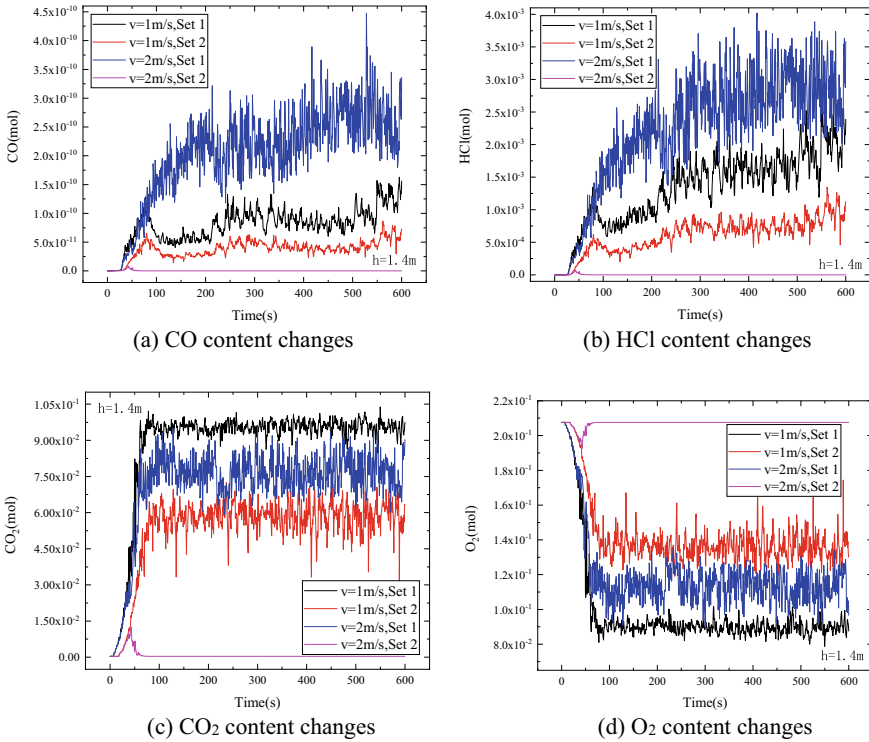 4.5x10⁻¹⁰
4.0x10⁻¹⁰
3.5x10⁻¹⁰
3.0x10⁻¹⁰
2.5x10⁻¹⁰
2.0x10⁻¹⁰
1.5x10⁻¹⁰
1.0x10⁻¹⁰
5.0x10⁻¹¹
0.0
CO(mol)
v=1m/s,Set 1
v=1m/s,Set 2
v=2m/s,Set 1
v=2m/s,Set 2
h=1.4m
0 100 200 300 400 500 600
Time(s)
(a) CO content changes
4.0x10⁻³
3.5x10⁻³
3.0x10⁻³
2.5x10⁻³
2.0x10⁻³
1.5x10⁻³
1.0x10⁻³
5.0x10⁻⁴
0.0
HCl(mol)
v=1m/s,Set 1
v=1m/s,Set 2
v=2m/s,Set 1
v=2m/s,Set 2
h=1.4m
0 100 200 300 400 500 600
Time(s)
(b) HCl content changes
1.05x10⁻¹
9.00x10⁻²
7.50x10⁻²
6.00x10⁻²
4.50x10⁻²
3.00x10⁻²
1.50x10⁻²
0.00
CO₂(mol)
h=1.4m
v=1m/s,Set 1
v=1m/s,Set 2
v=2m/s,Set 1
v=2m/s,Set 2
0 100 200 300 400 500 600
Time(s)
(c) CO₂ content changes
2.2x10⁻¹
2.0x10⁻¹
1.8x10⁻¹
1.6x10⁻¹
1.4x10⁻¹
1.2x10⁻¹
1.0x10⁻¹
8.0x10⁻²
O₂(mol)
v=1m/s,Set 1
v=1m/s,Set 2
v=2m/s,Set 1
v=2m/s,Set 2
h=1.4m
0 100 200 300 400 500 600
Time(s)
(d) O₂ content changes